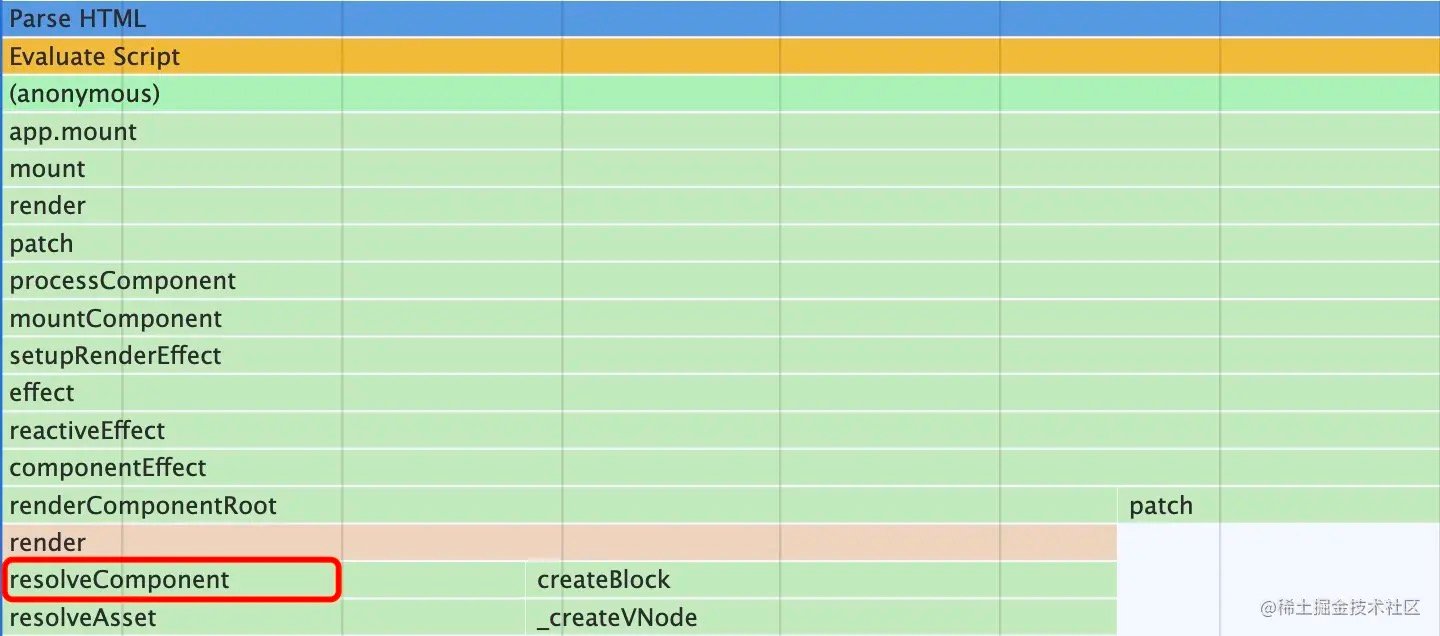 Parse HTML
Evaluate Script
(anonymous)
app.mount
mount
render
patch
processComponent
mountComponent
setupRenderEffect
effect
reactiveEffect
componentEffect
renderComponentRoot patch
render
resolveComponent createBlock
resolveAsset _createVNode
@稀土掘金技术社区